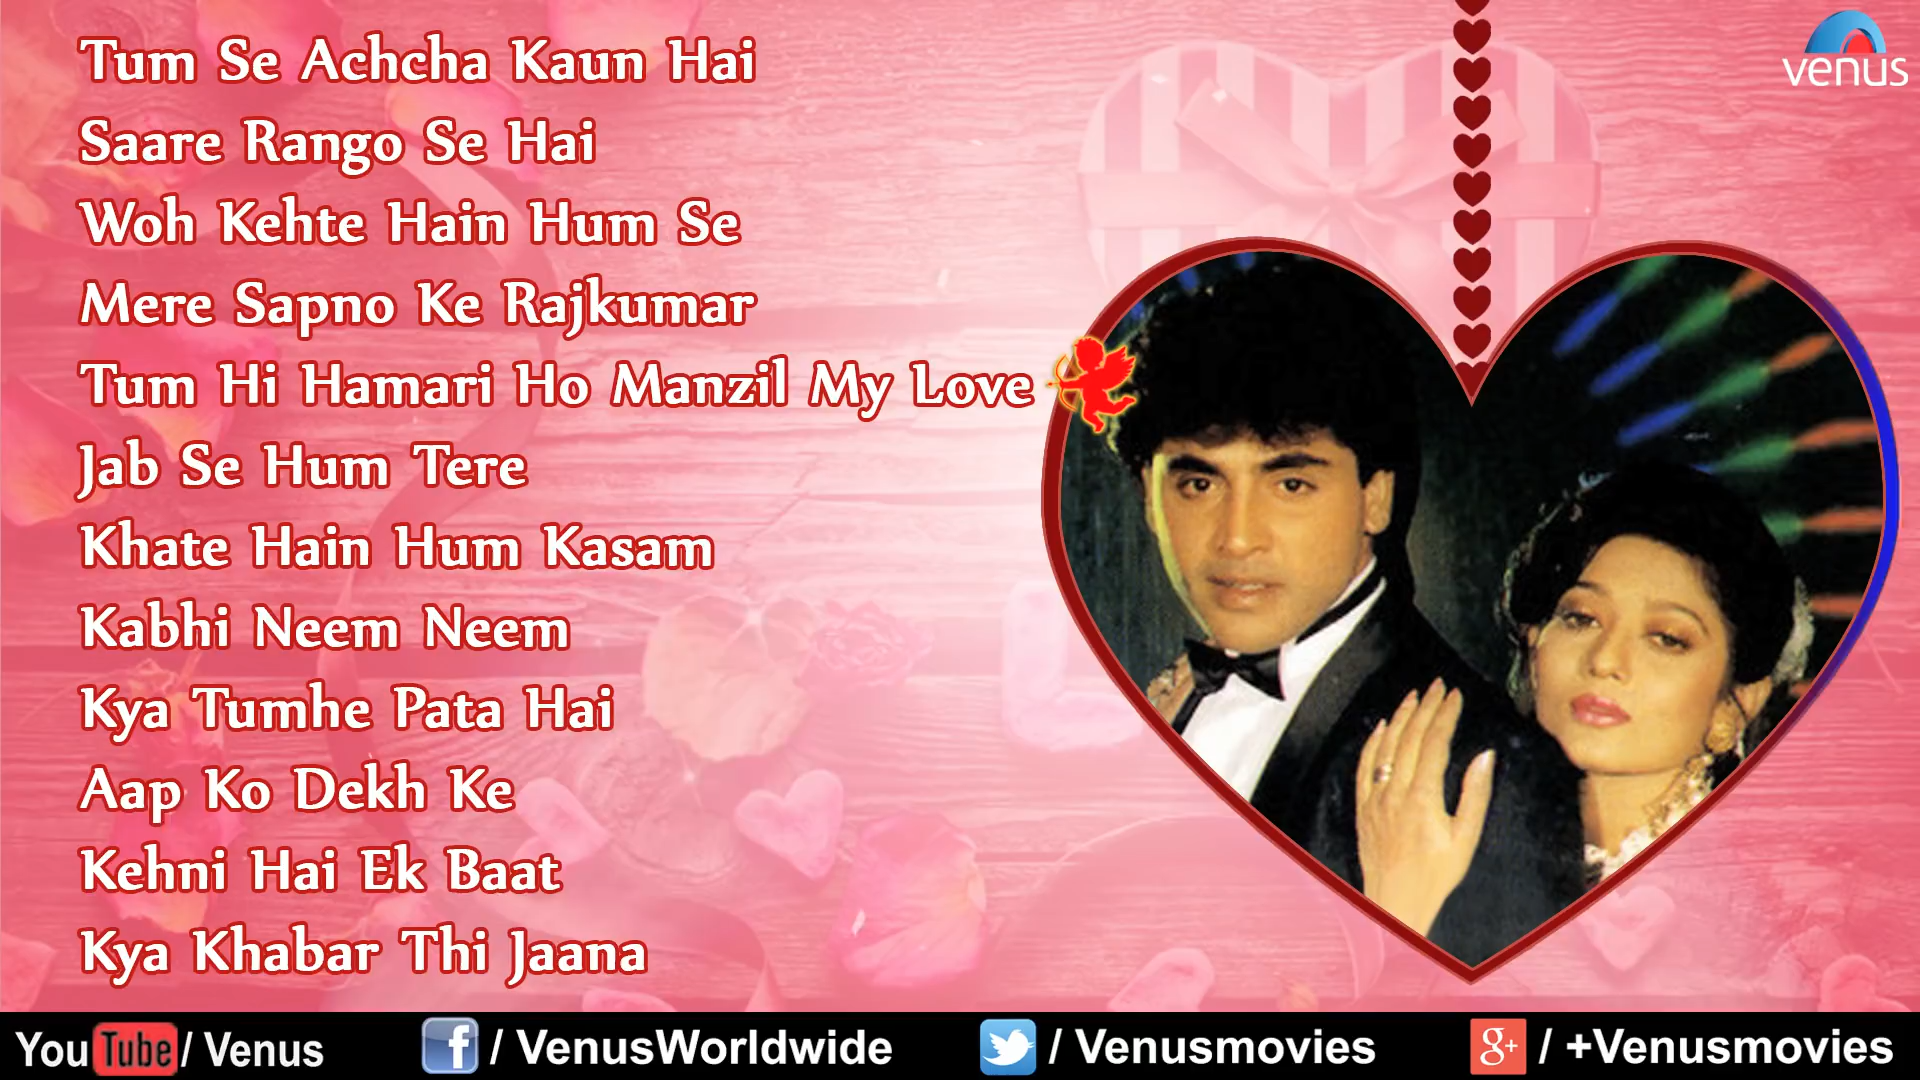 Tum Se Achcha Kaun Hai
Saare Rango Se Hai
Woh Kehte Hain Hum Se
Mere Sapno Ke Rajkumar
Tum Hi Hamari Ho Manzil My Love
Jab Se Hum Tere
Khate Hain Hum Kasam
Kabhi Neem Neem
Kya Tumhe Pata Hai
Aap Ko Dekh Ke
Kehni Hai Ek Baat
Kya Khabar Thi Jaana
venus
YouTube / Venus
f / VenusWorldwide
/ Venusmovies
g+ / +Venusmovies